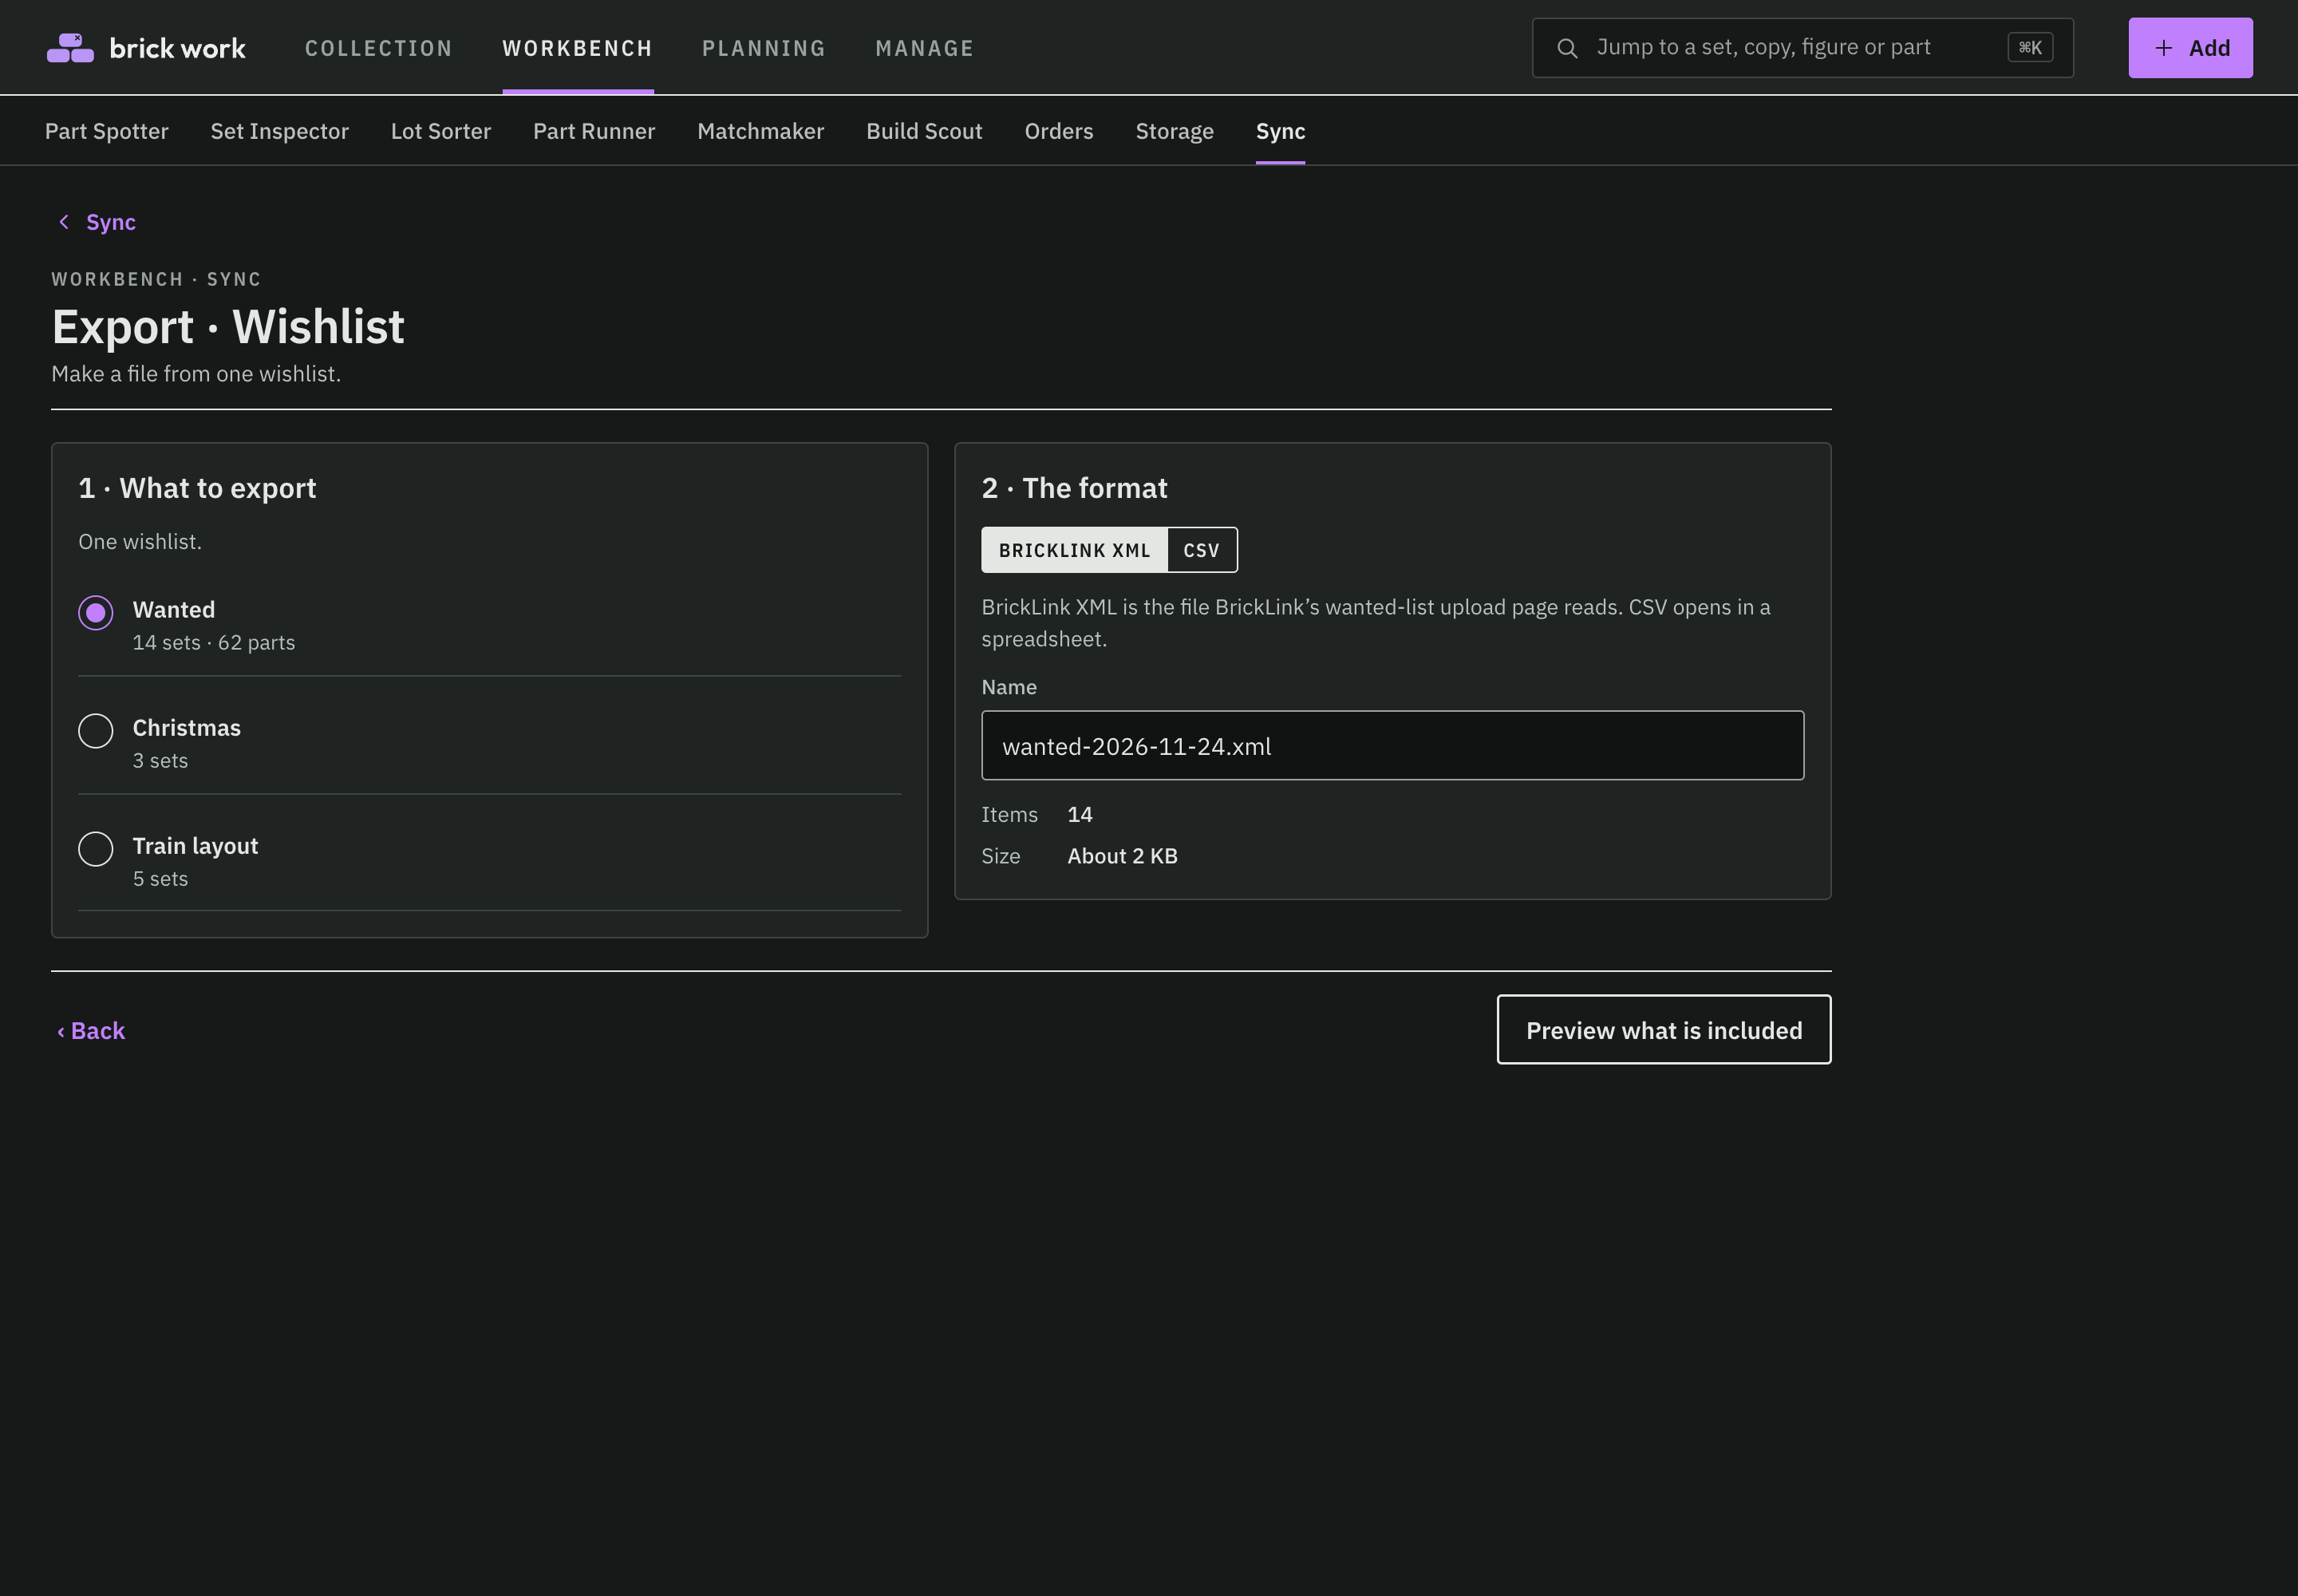 brick work
COLLECTION
WORKBENCH
PLANNING
MANAGE
Jump to a set, copy, figure or part
⌘K
+ Add
Part Spotter
Set Inspector
Lot Sorter
Part Runner
Matchmaker
Build Scout
Orders
Storage
Sync
‹ Sync
WORKBENCH · SYNC
Export · Wishlist
Make a file from one wishlist.
1 · What to export
One wishlist.
Wanted
14 sets · 62 parts
Christmas
3 sets
Train layout
5 sets
2 · The format
BRICKLINK XML
CSV
BrickLink XML is the file BrickLink’s wanted-list upload page reads. CSV opens in a
spreadsheet.
Name
wanted-2026-11-24.xml
Items 14
Size About 2 KB
‹ Back
Preview what is included